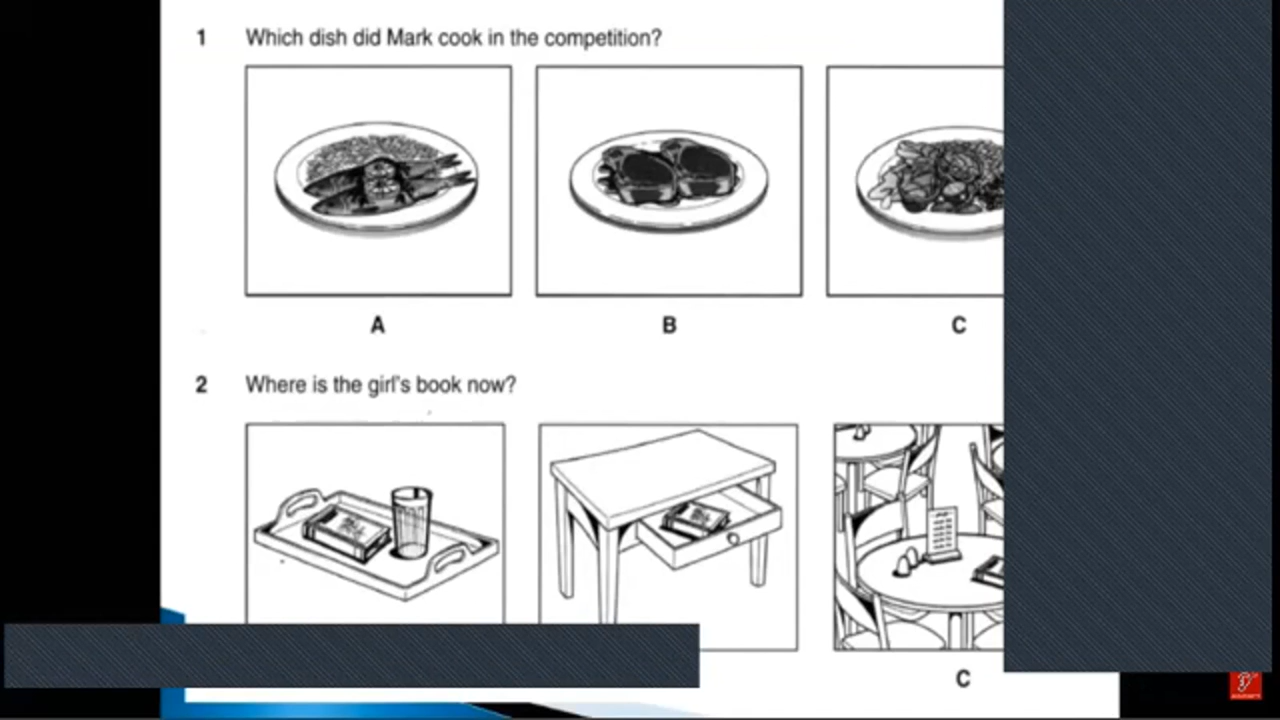 1 Which dish did Mark cook in the competition?
A B C
2 Where is the girl's book now?
C